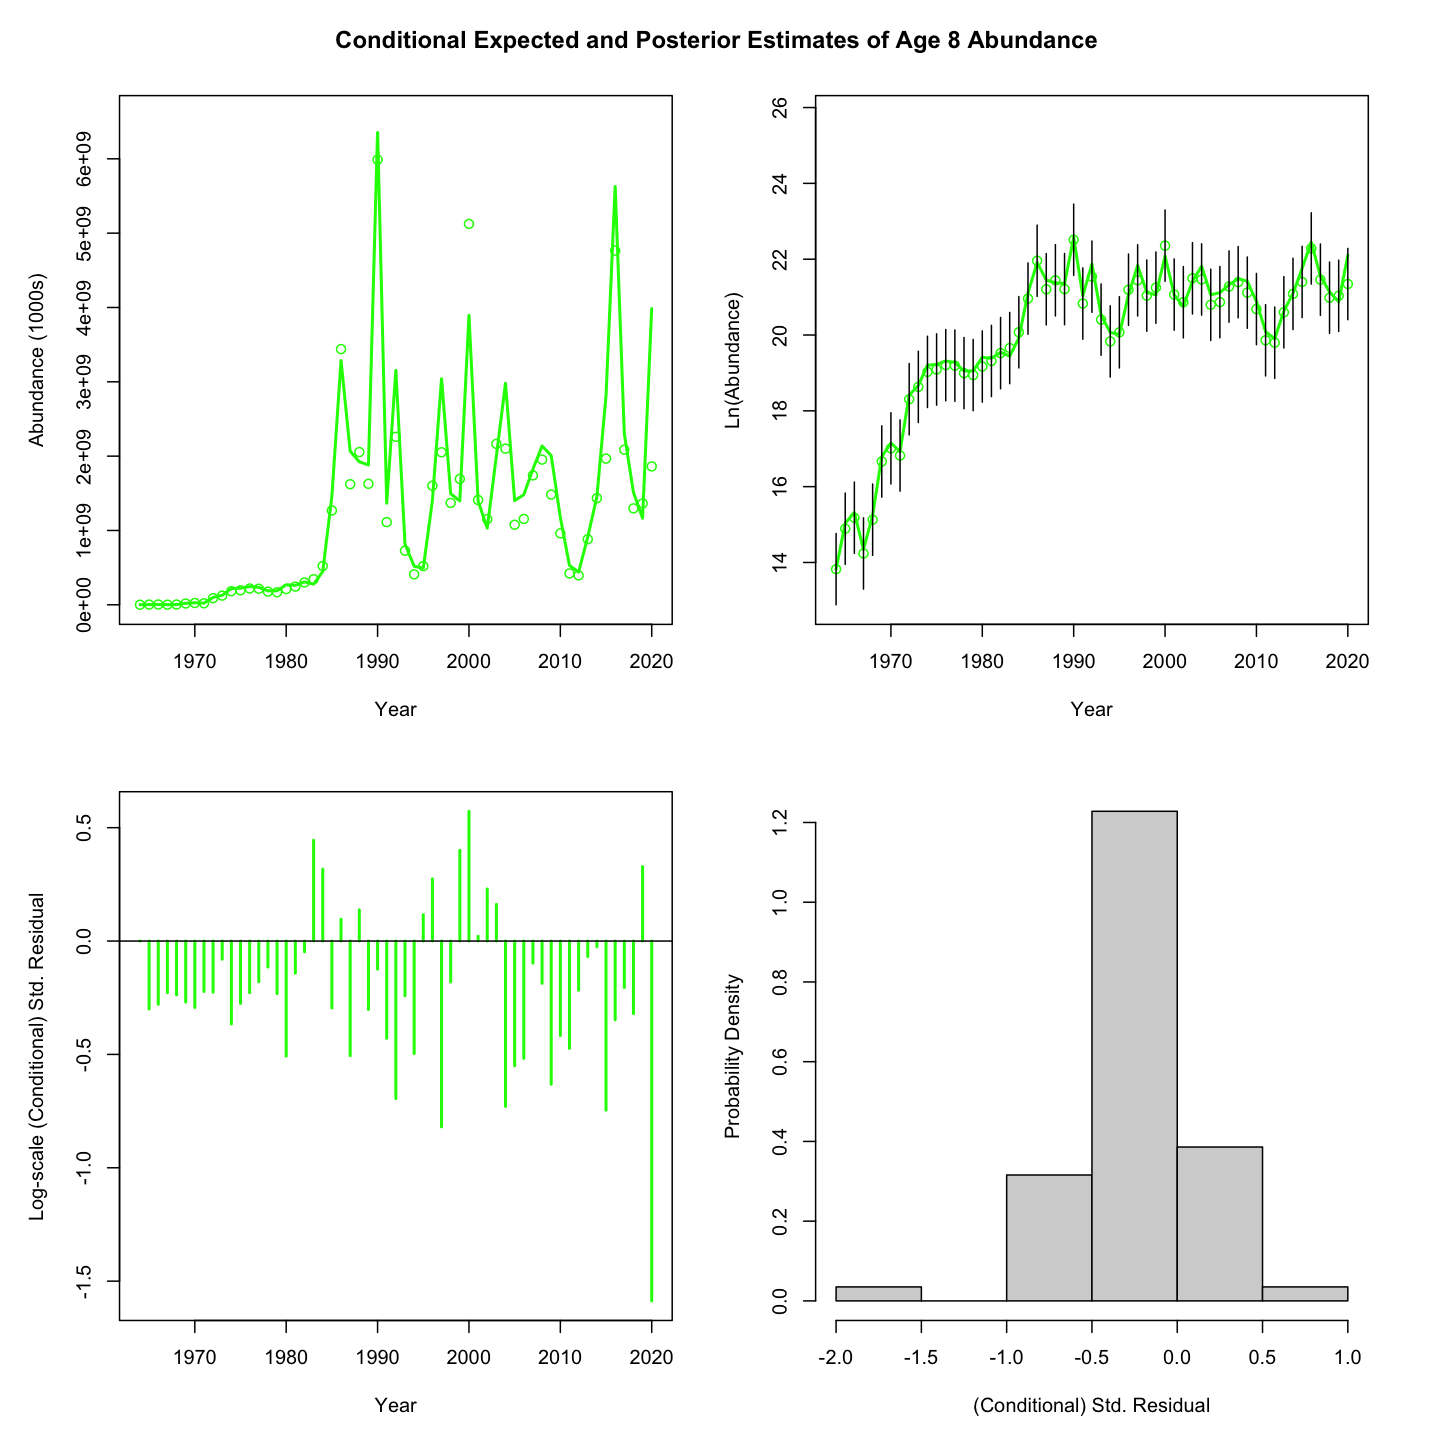 Conditional Expected and Posterior Estimates of Age 8 Abundance
Abundance (1000s)
0e+00 1e+09 2e+09 3e+09 4e+09 5e+09 6e+09
1970 1980 1990 2000 2010 2020
Year
Ln(Abundance)
14 16 18 20 22 24 26
1970 1980 1990 2000 2010 2020
Year
Log-scale (Conditional) Std. Residual
-1.5 -1.0 -0.5 0.0 0.5
1970 1980 1990 2000 2010 2020
Year
Probability Density
0.0 0.2 0.4 0.6 0.8 1.0 1.2
-2.0 -1.5 -1.0 -0.5 0.0 0.5 1.0
(Conditional) Std. Residual